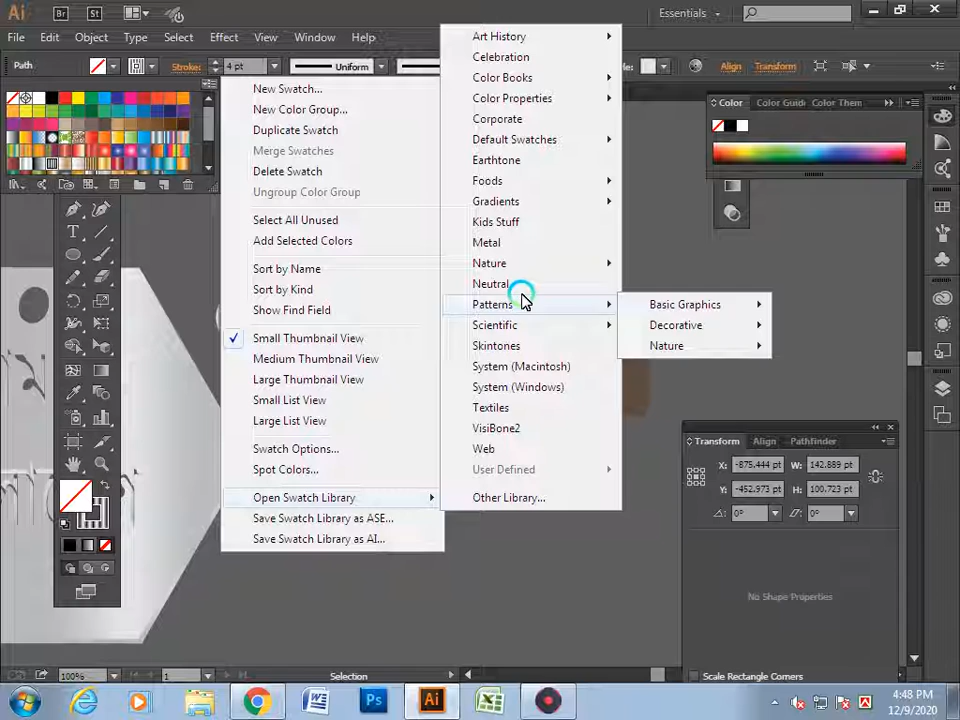 Ai Br St Essentials
File Edit Object Type Select Effect View Window Help
Path Stroke: 4 pt Uniform Align Transform
New Swatch...
New Color Group...
Duplicate Swatch
Merge Swatches
Delete Swatch
Ungroup Color Group
Select All Unused
Add Selected Colors
Sort by Name
Sort by Kind
Show Find Field
Small Thumbnail View
Medium Thumbnail View
Large Thumbnail View
Small List View
Large List View
Swatch Options...
Spot Colors...
Open Swatch Library
Save Swatch Library as ASE...
Save Swatch Library as AI...
Art History
Celebration
Color Books
Color Properties
Corporate
Default Swatches
Earthtone
Foods
Gradients
Kids Stuff
Metal
Nature
Neutral
Patterns
Scientific
Skintones
System (Macintosh)
System (Windows)
Textiles
VisiBone2
Web
User Defined
Other Library...
Basic Graphics
Decorative
Nature
Color Color Guid Color Them
Transform Align Pathfinder
X: -875.444 pt W: 142.889 pt
Y: -452.973 pt H: 100.723 pt
0° 0°
No Shape Properties
Scale Rectangle Corners
100% 1 Selection
Ps Ai
4:48 PM
12/9/2020